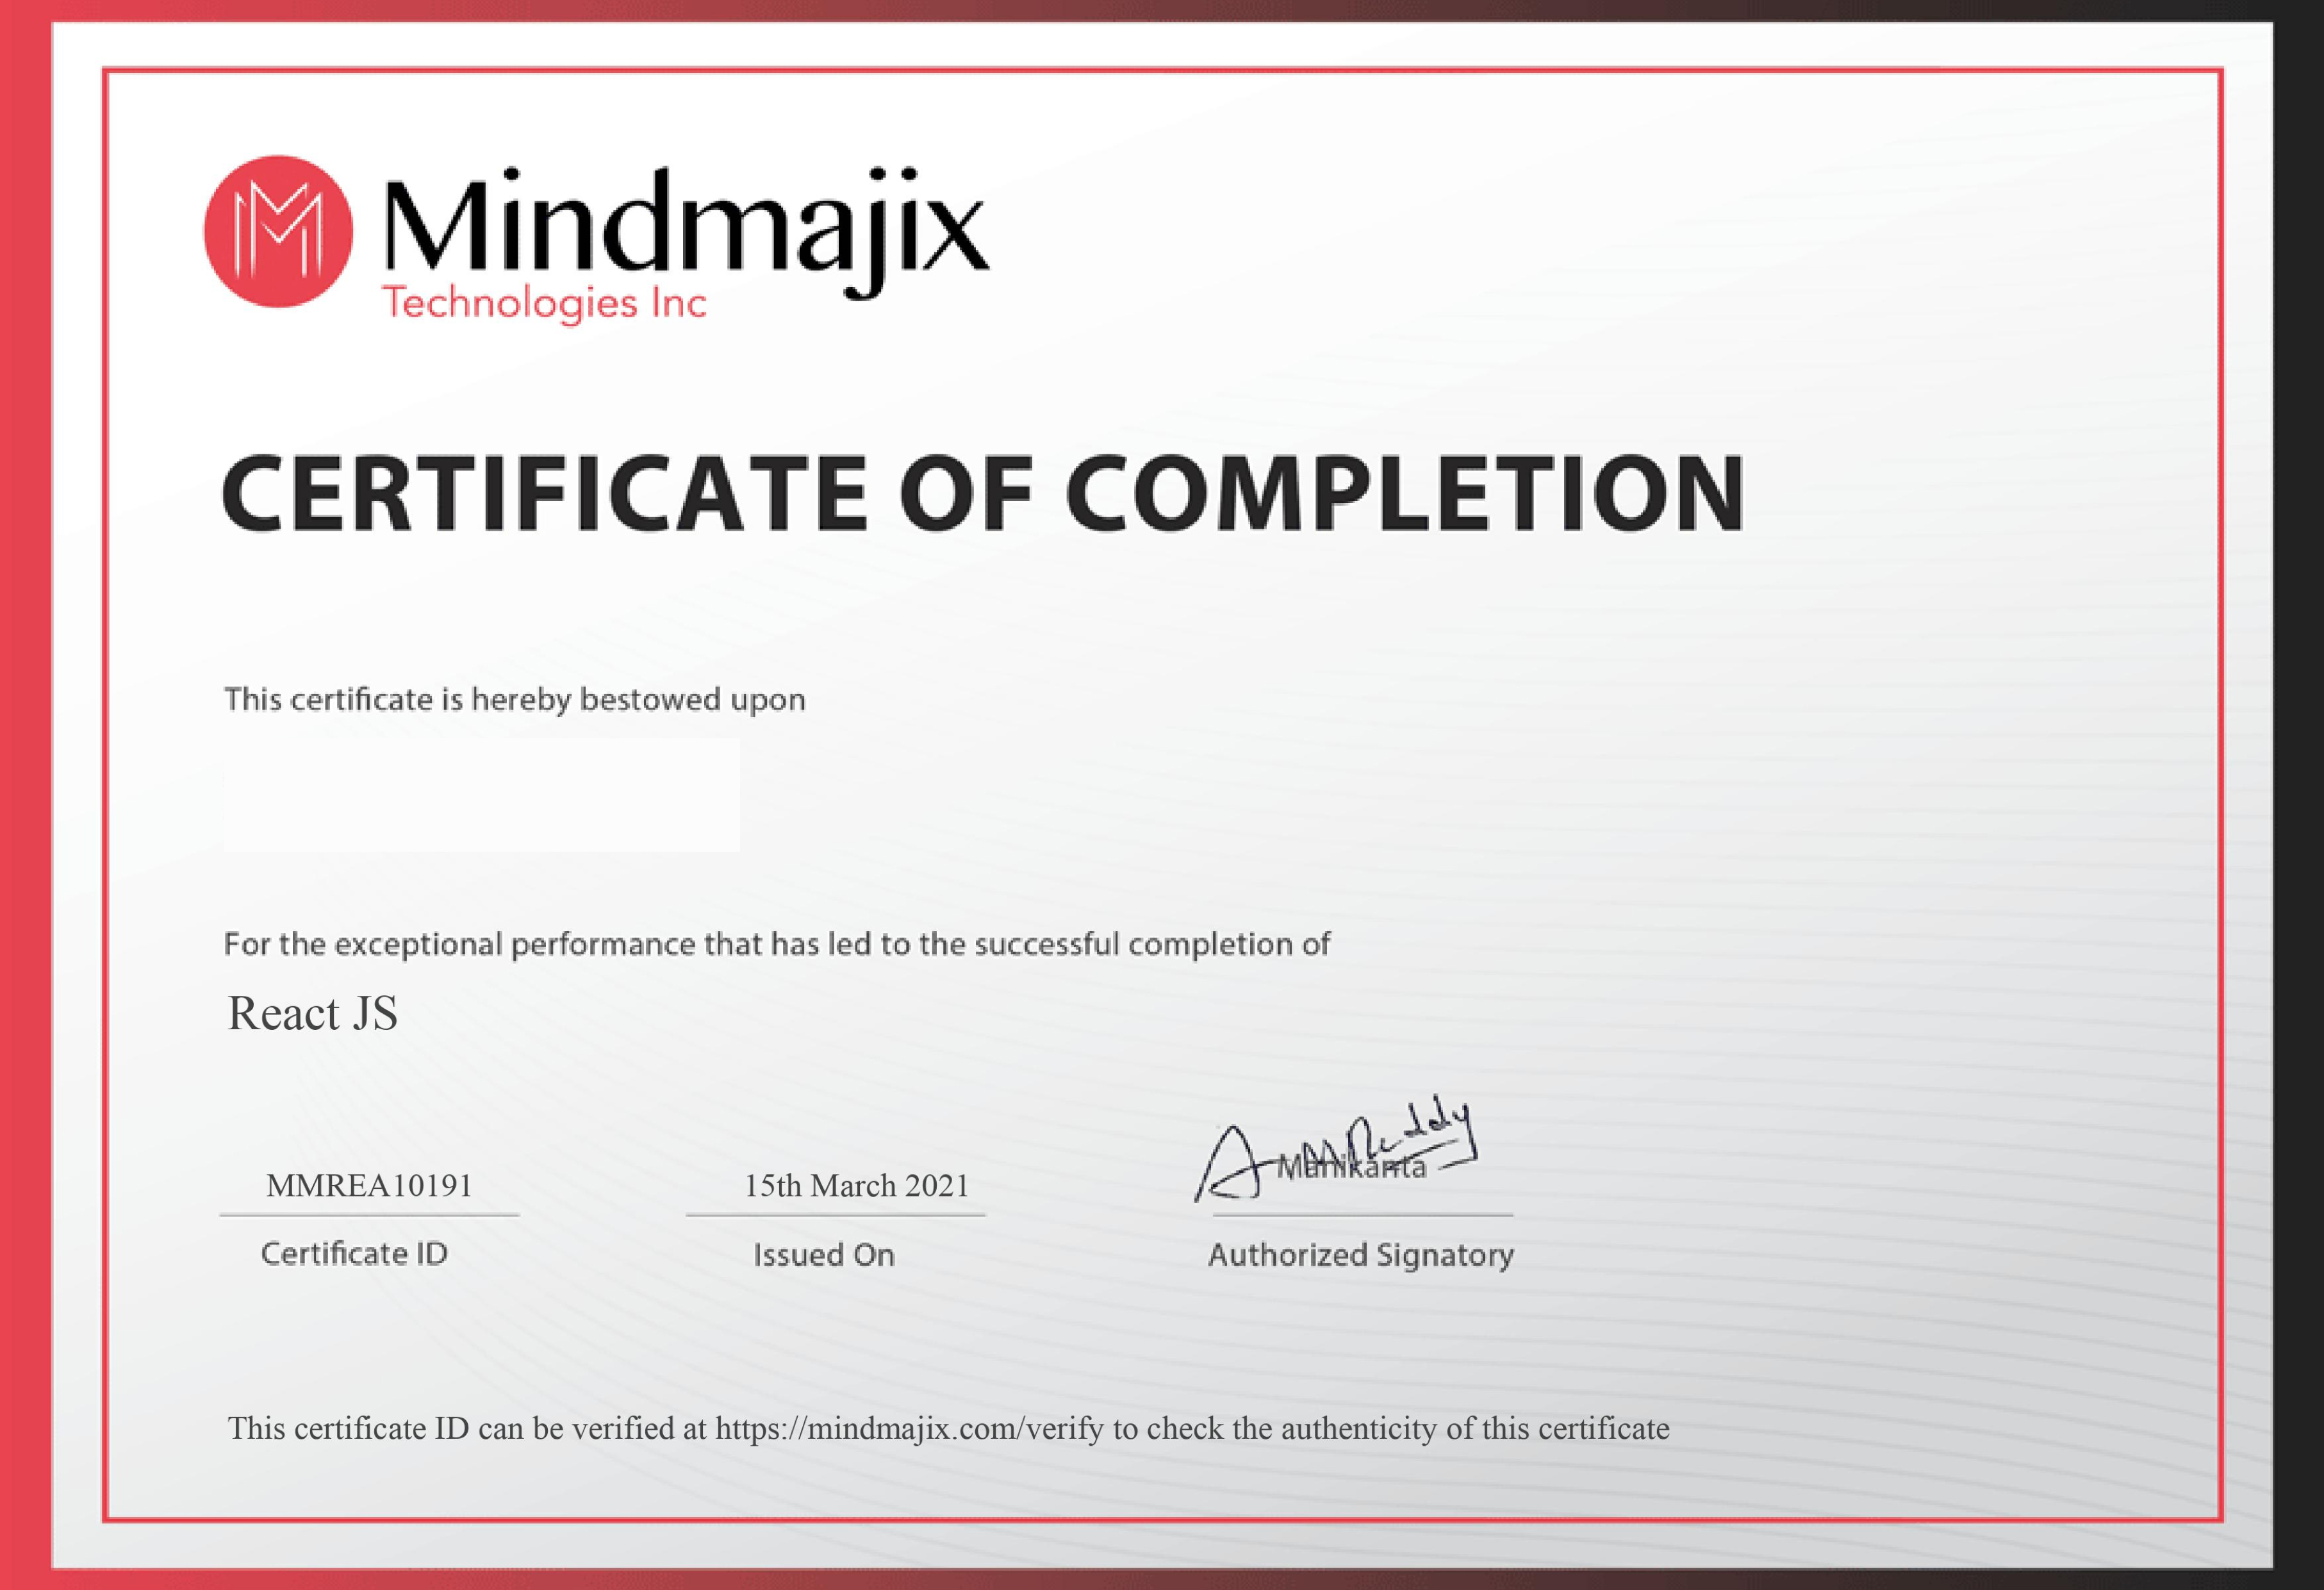 Mindmajix
Technologies Inc
CERTIFICATE OF COMPLETION
This certificate is hereby bestowed upon
For the exceptional performance that has led to the successful completion of
React JS
MMREA10191
Certificate ID
15th March 2021
Issued On
AMMReddy
Manikanta
Authorized Signatory
This certificate ID can be verified at https://mindmajix.com/verify to check the authenticity of this certificate